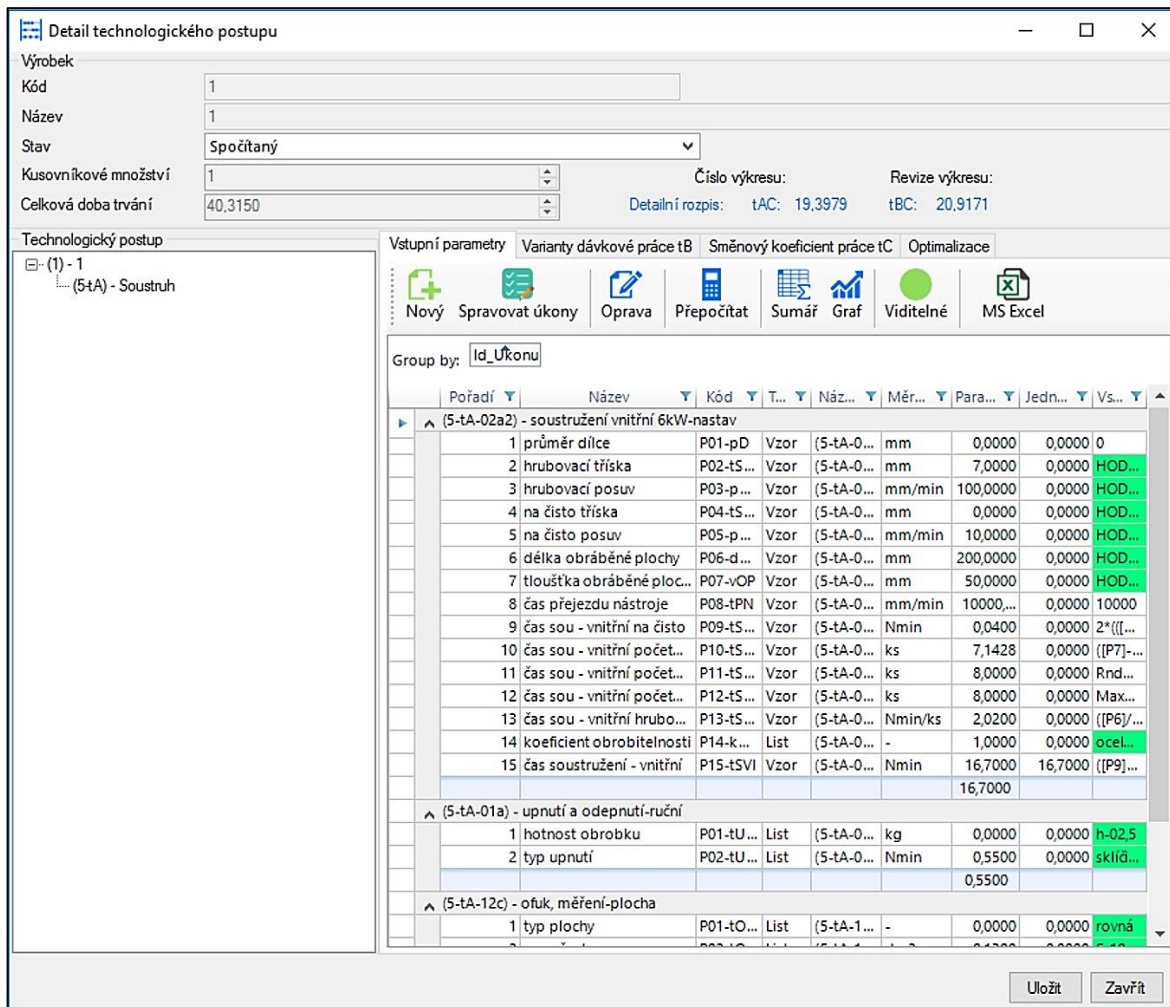 Detail technologického postupu
Výrobek
Kód 1
Název 1
Stav Spočítaný
Kusovníkové množství 1 Číslo výkresu: Revize výkresu:
Celková doba trvání 40,3150 Detailní rozpis: tAC: 19,3979 tBC: 20,9171
Technologický postup
(1) - 1
(5-tA) - Soustruh
Vstupní parametry Varianty dávkové práce tB Směnový koeficient práce tC Optimalizace
Nový Spravovat úkony Oprava Přepočítat Sumář Graf Viditelné MS Excel
Group by: Id_Ukonu
Pořadí Název Kód T... Náz... Měr... Para... Jedn... Vs...
(5-tA-02a2) - soustružení vnitřní 6kW-nastav
1 průměr dílce P01-pD Vzor (5-tA-0... mm 0,0000 0,0000 0
2 hrubovací tříska P02-tS... Vzor (5-tA-0... mm 7,0000 0,0000 HOD...
3 hrubovací posuv P03-p... Vzor (5-tA-0... mm/min 100,0000 0,0000 HOD...
4 na čisto tříska P04-tS... Vzor (5-tA-0... mm 0,0000 0,0000 HOD...
5 na čisto posuv P05-p... Vzor (5-tA-0... mm/min 10,0000 0,0000 HOD...
6 délka obráběné plochy P06-d... Vzor (5-tA-0... mm 200,0000 0,0000 HOD...
7 tloušťka obráběné ploc... P07-vOP Vzor (5-tA-0... mm 50,0000 0,0000 HOD...
8 čas přejezdu nástroje P08-tPN Vzor (5-tA-0... mm/min 10000,... 0,0000 10000
9 čas sou - vnitřní na čisto P09-tS... Vzor (5-tA-0... Nmin 0,0400 0,0000 2*(([...
10 čas sou - vnitřní počet... P10-tS... Vzor (5-tA-0... ks 7,1428 0,0000 ([P7]-...
11 čas sou - vnitřní počet... P11-tS... Vzor (5-tA-0... ks 8,0000 0,0000 Rnd...
12 čas sou - vnitřní počet... P12-tS... Vzor (5-tA-0... ks 8,0000 0,0000 Max...
13 čas sou - vnitřní hrubo... P13-tS... Vzor (5-tA-0... Nmin/ks 2,0200 0,0000 ([P6]/...
14 koeficient obrobitelnosti P14-k... List (5-tA-0... - 1,0000 0,0000 ocel...
15 čas soustružení - vnitřní P15-tSVI Vzor (5-tA-0... Nmin 16,7000 16,7000 ([P9]...
16,7000
(5-tA-01a) - upnutí a odepnutí-ruční
1 hotnost obrobku P01-tU... List (5-tA-0... kg 0,0000 0,0000 h-02,5
2 typ upnutí P02-tU... List (5-tA-0... Nmin 0,5500 0,0000 sklíči...
0,5500
(5-tA-12c) - ofuk, měření-plocha
1 typ plochy P01-tO... List (5-tA-1... - 0,0000 0,0000 rovná
Uložit Zavřít